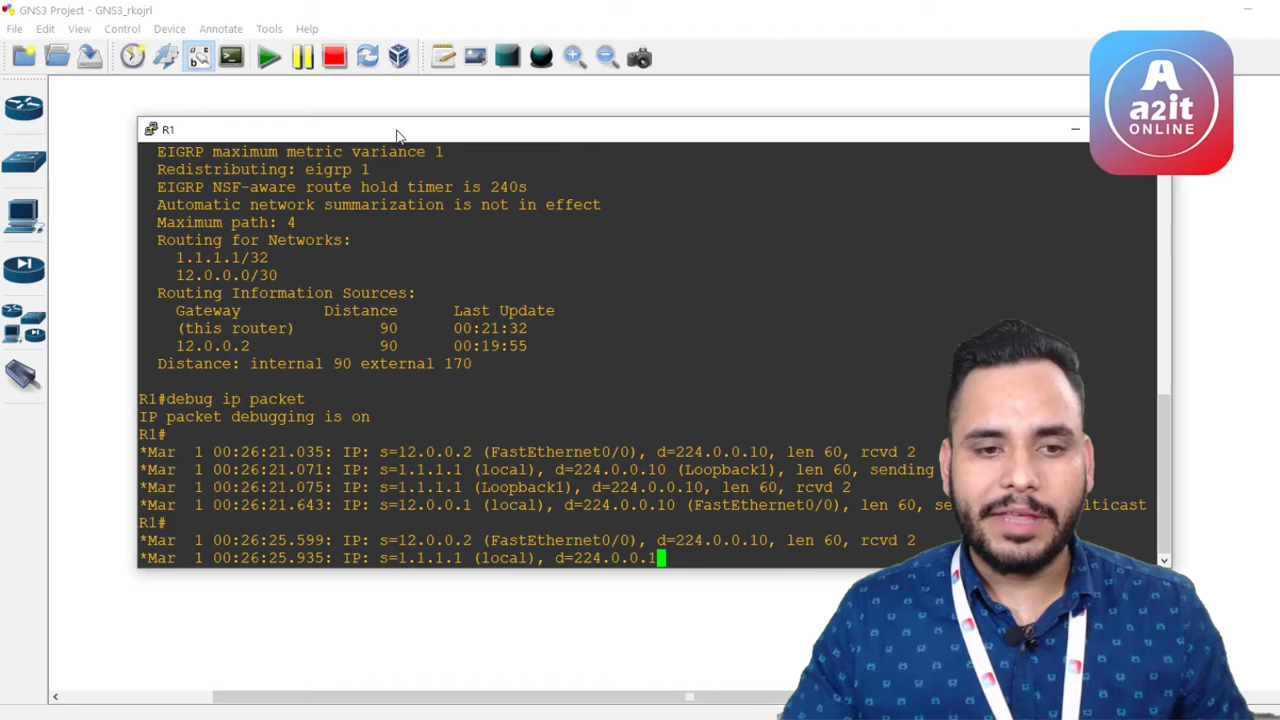 GNS3 Project - GNS3_rkojrl
File Edit View Control Device Annotate Tools Help
A
a2it
ONLINE
R1
EIGRP maximum metric variance 1
Redistributing: eigrp 1
EIGRP NSF-aware route hold timer is 240s
Automatic network summarization is not in effect
Maximum path: 4
Routing for Networks:
1.1.1.1/32
12.0.0.0/30
Routing Information Sources:
Gateway Distance Last Update
(this router) 90 00:21:32
12.0.0.2 90 00:19:55
Distance: internal 90 external 170
R1#debug ip packet
IP packet debugging is on
R1#
*Mar 1 00:26:21.035: IP: s=12.0.0.2 (FastEthernet0/0), d=224.0.0.10, len 60, rcvd 2
*Mar 1 00:26:21.071: IP: s=1.1.1.1 (local), d=224.0.0.10 (Loopback1), len 60, sending
*Mar 1 00:26:21.075: IP: s=1.1.1.1 (Loopback1), d=224.0.0.10, len 60, rcvd 2
*Mar 1 00:26:21.643: IP: s=12.0.0.1 (local), d=224.0.0.10 (FastEthernet0/0), len 60,
R1#
*Mar 1 00:26:25.599: IP: s=12.0.0.2 (FastEthernet0/0), d=224.0.0.10, len 60, rcvd 2
*Mar 1 00:26:25.935: IP: s=1.1.1.1 (local), d=224.0.0.1